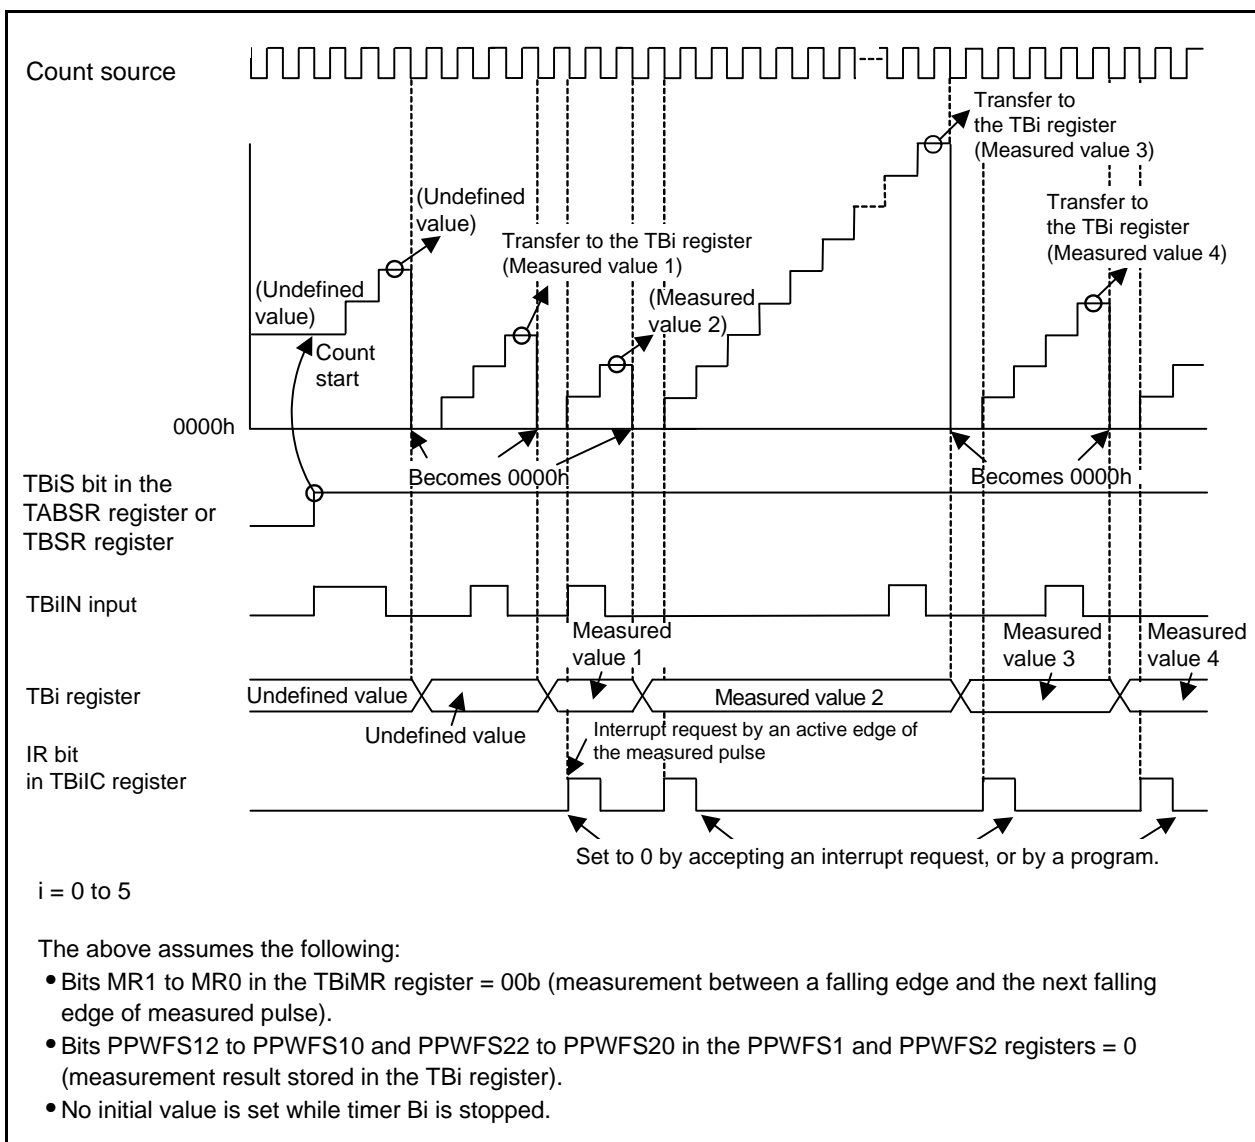 Count source
Transfer to
the TBi register
(Measured value 3)
(Undefined
value)
Transfer to
the TBi register
(Measured value 4)
Transfer to the TBi register
(Measured value 1)
(Undefined
value)
(Measured
value 2)
Count
start
0000h
Becomes 0000h
Becomes 0000h
TBiS bit in the
TABSR register or
TBSR register
TBiIN input
Measured
value 1
Measured
value 3
Measured
value 4
TBi register
Undefined value
Undefined value
Measured value 2
Interrupt request by an active edge of
the measured pulse
IR bit
in TBiIC register
Set to 0 by accepting an interrupt request, or by a program.
i = 0 to 5
The above assumes the following:
• Bits MR1 to MR0 in the TBiMR register = 00b (measurement between a falling edge and the next falling
edge of measured pulse).
• Bits PPWFS12 to PPWFS10 and PPWFS22 to PPWFS20 in the PPWFS1 and PPWFS2 registers = 0
(measurement result stored in the TBi register).
• No initial value is set while timer Bi is stopped.